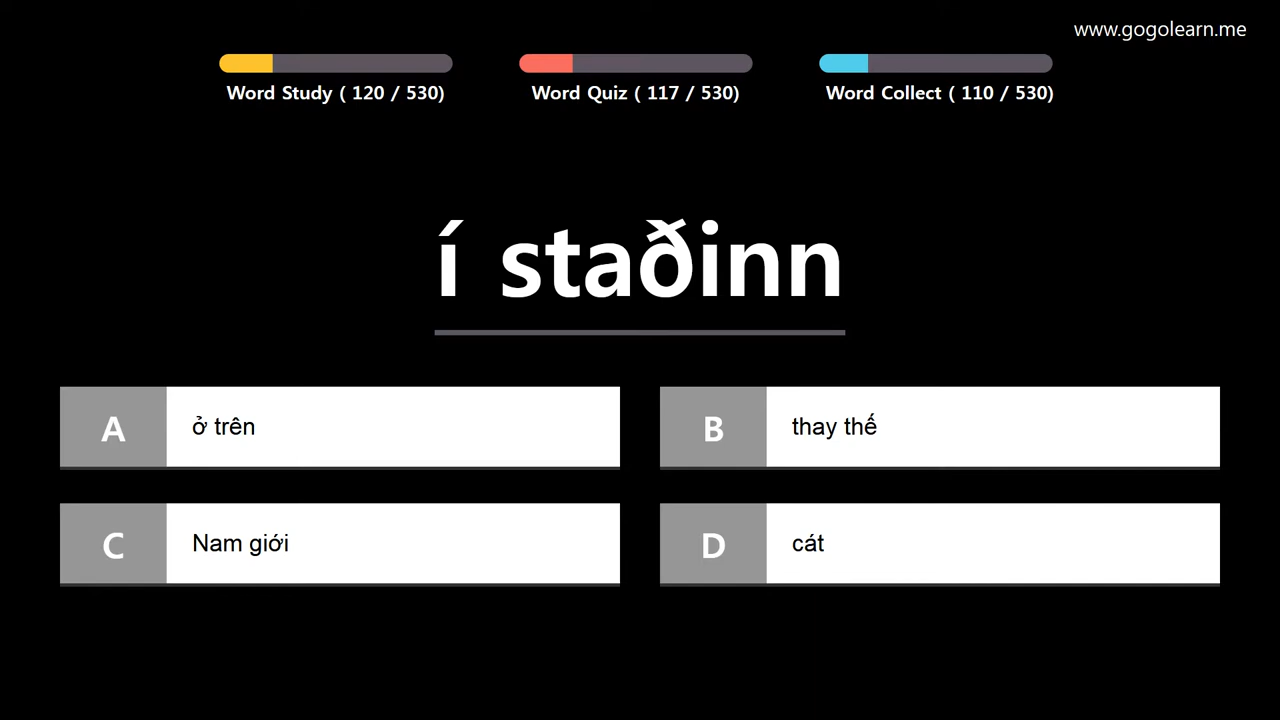 www.gogolearn.me
Word Study ( 120 / 530)
Word Quiz ( 117 / 530)
Word Collect ( 110 / 530)
í staðinn
A ở trên
B thay thế
C Nam giới
D cát